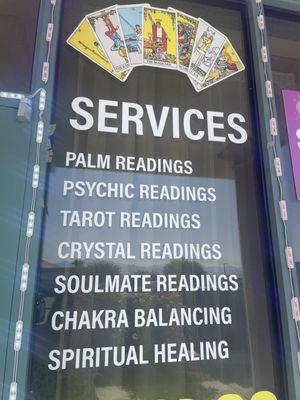 SERVICES
PALM READINGS
PSYCHIC READINGS
TAROT READINGS
CRYSTAL READINGS
SOULMATE READINGS
CHAKRA BALANCING
SPIRITUAL HEALING